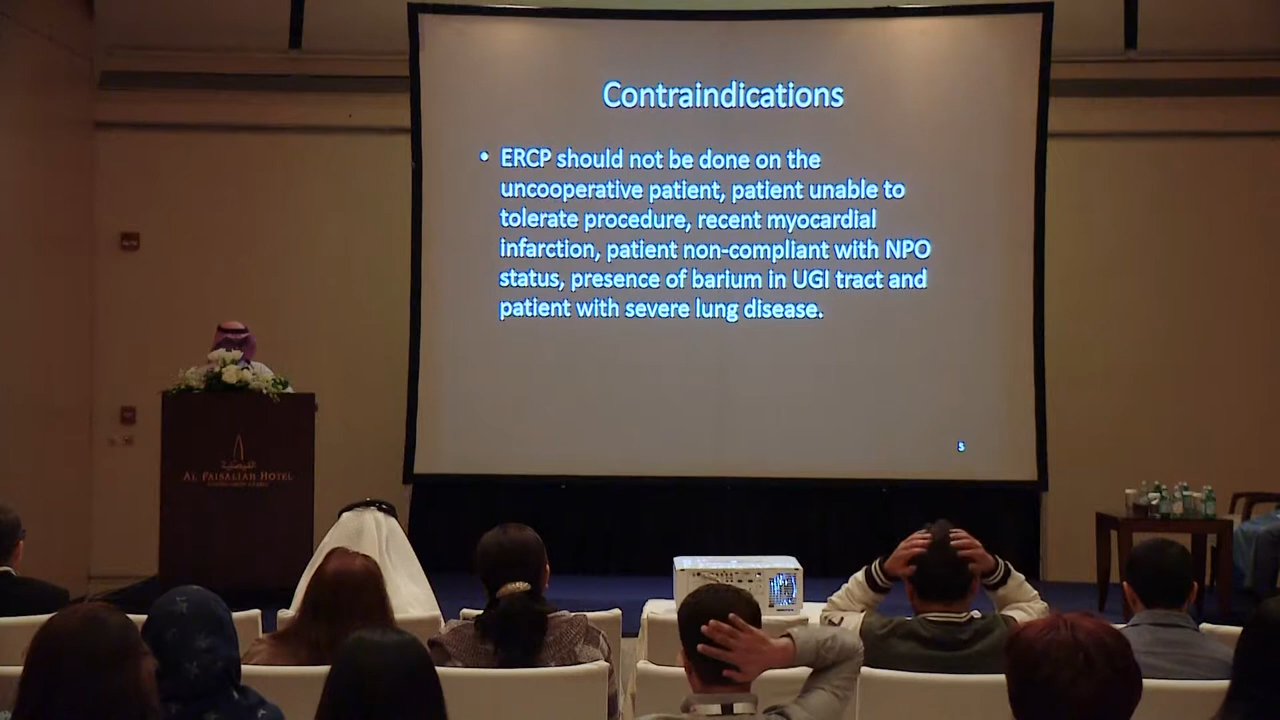 Contraindications
• ERCP should not be done on the
uncooperative patient, patient unable to
tolerate procedure, recent myocardial
infarction, patient non-compliant with NPO
status, presence of barium in UGI tract and
patient with severe lung disease.
5
الفيصلية
AL FAISALIAH HOTEL